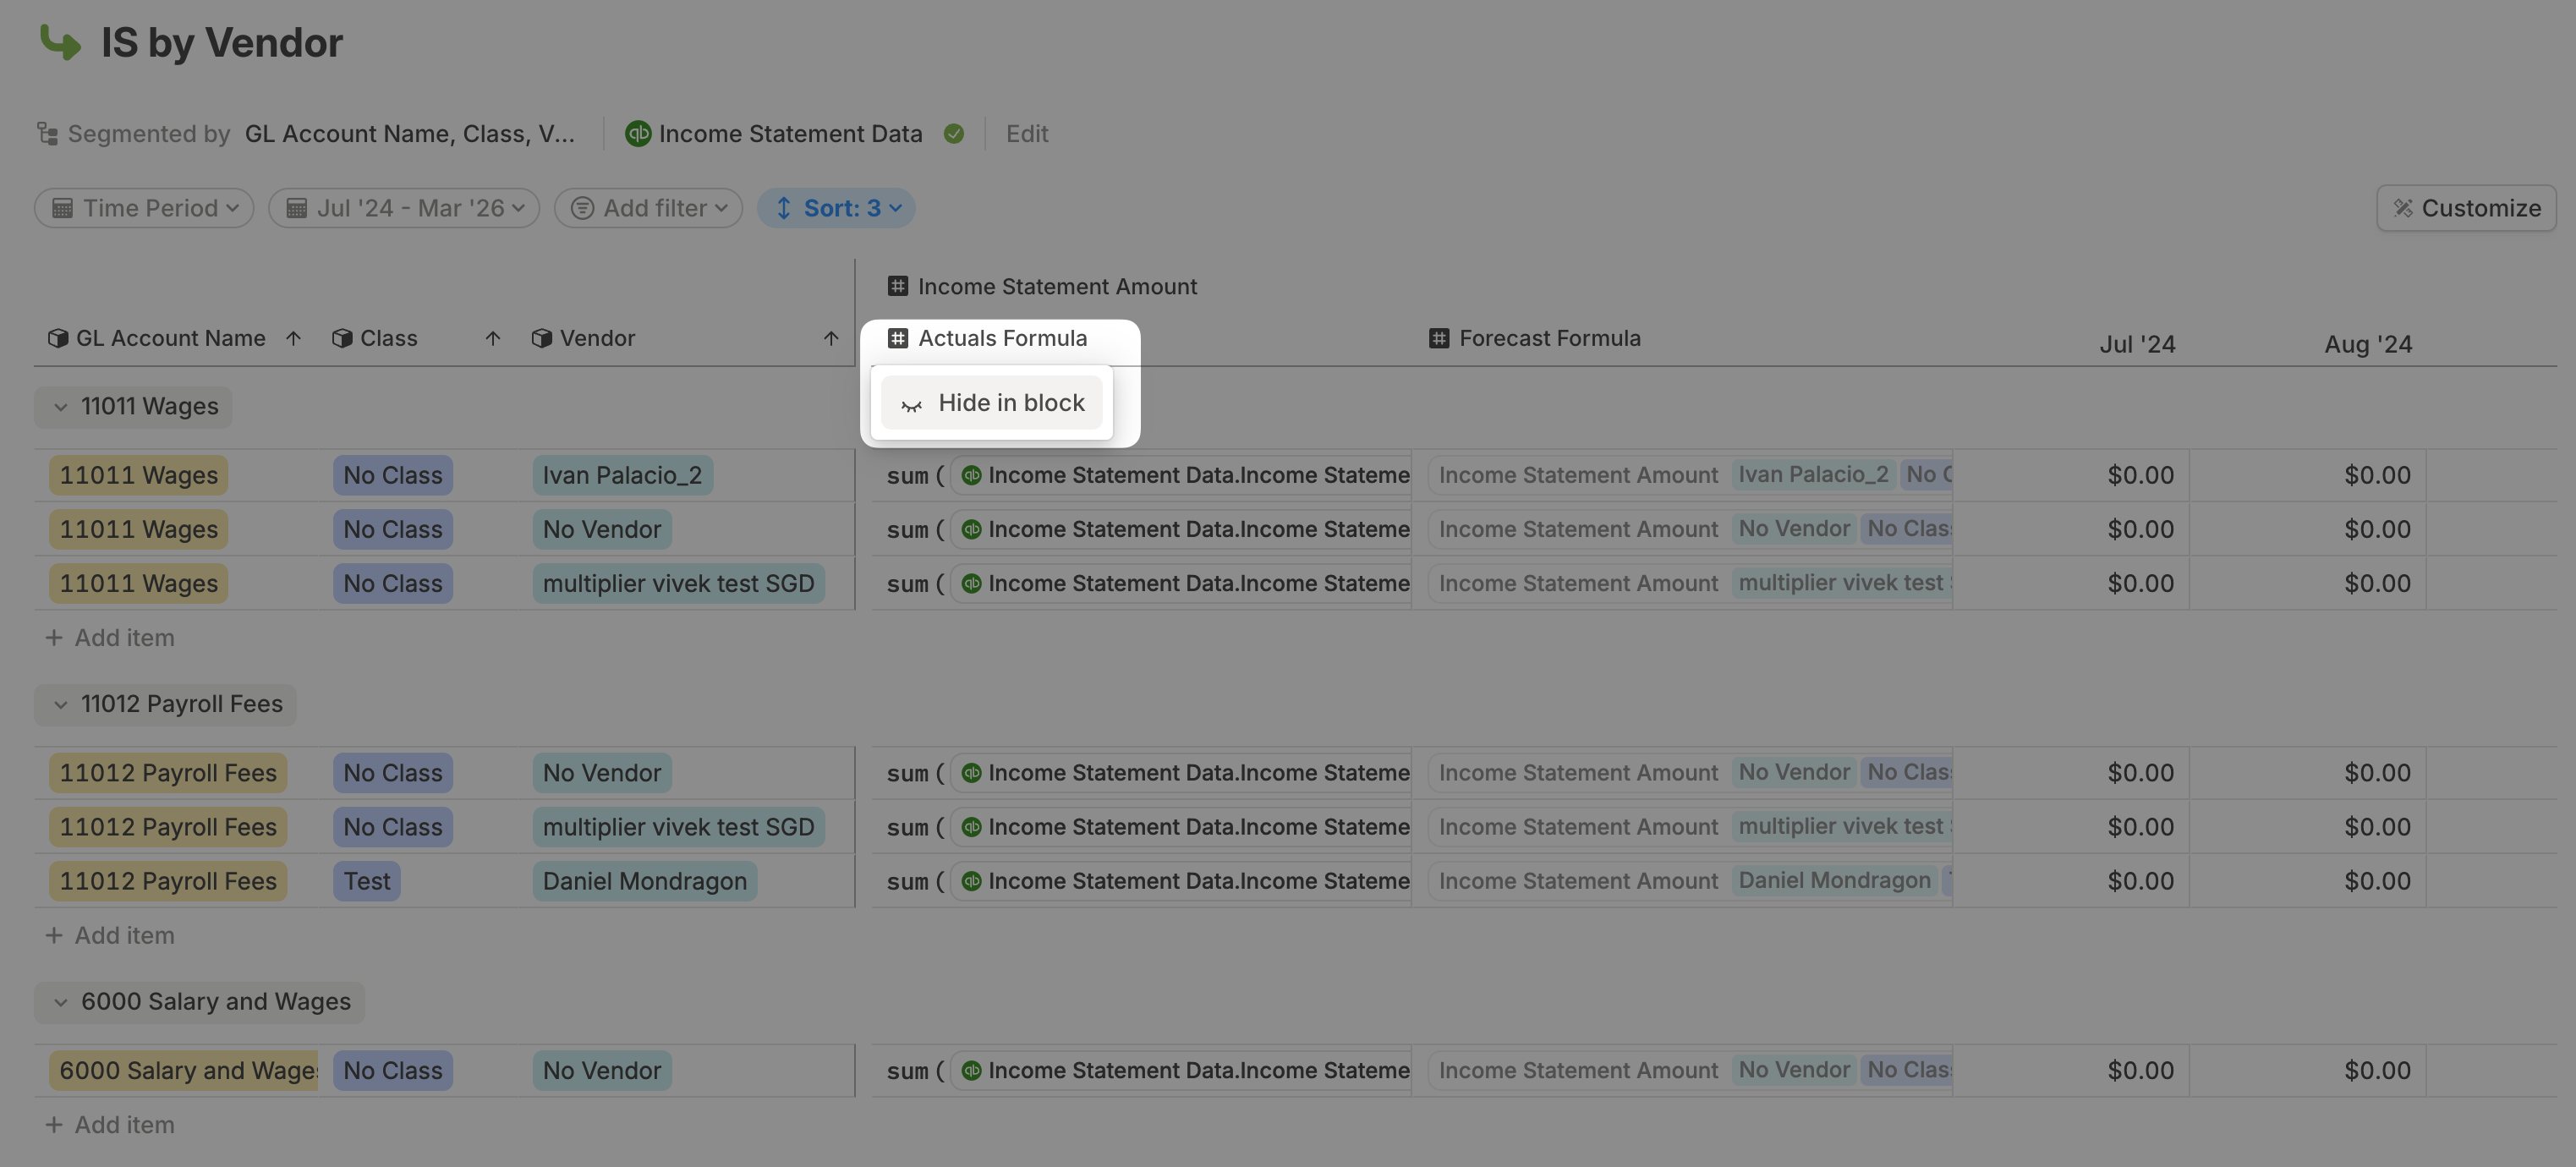 IS by Vendor
Segmented by GL Account Name, Class, V... Income Statement Data Edit
Time Period Jul '24 - Mar '26 Add filter Sort: 3 Customize
Income Statement Amount
GL Account Name Class Vendor Actuals Formula Forecast Formula Jul '24 Aug '24
Hide in block
11011 Wages
11011 Wages No Class Ivan Palacio_2 sum ( Income Statement Data.Income Stateme Income Statement Amount Ivan Palacio_2 No C $0.00 $0.00
11011 Wages No Class No Vendor sum ( Income Statement Data.Income Stateme Income Statement Amount No Vendor No Clas $0.00 $0.00
11011 Wages No Class multiplier vivek test SGD sum ( Income Statement Data.Income Stateme Income Statement Amount multiplier vivek test $0.00 $0.00
+ Add item
11012 Payroll Fees
11012 Payroll Fees No Class No Vendor sum ( Income Statement Data.Income Stateme Income Statement Amount No Vendor No Clas $0.00 $0.00
11012 Payroll Fees No Class multiplier vivek test SGD sum ( Income Statement Data.Income Stateme Income Statement Amount multiplier vivek test $0.00 $0.00
11012 Payroll Fees Test Daniel Mondragon sum ( Income Statement Data.Income Stateme Income Statement Amount Daniel Mondragon $0.00 $0.00
+ Add item
6000 Salary and Wages
6000 Salary and Wage No Class No Vendor sum ( Income Statement Data.Income Stateme Income Statement Amount No Vendor No Clas $0.00 $0.00
+ Add item